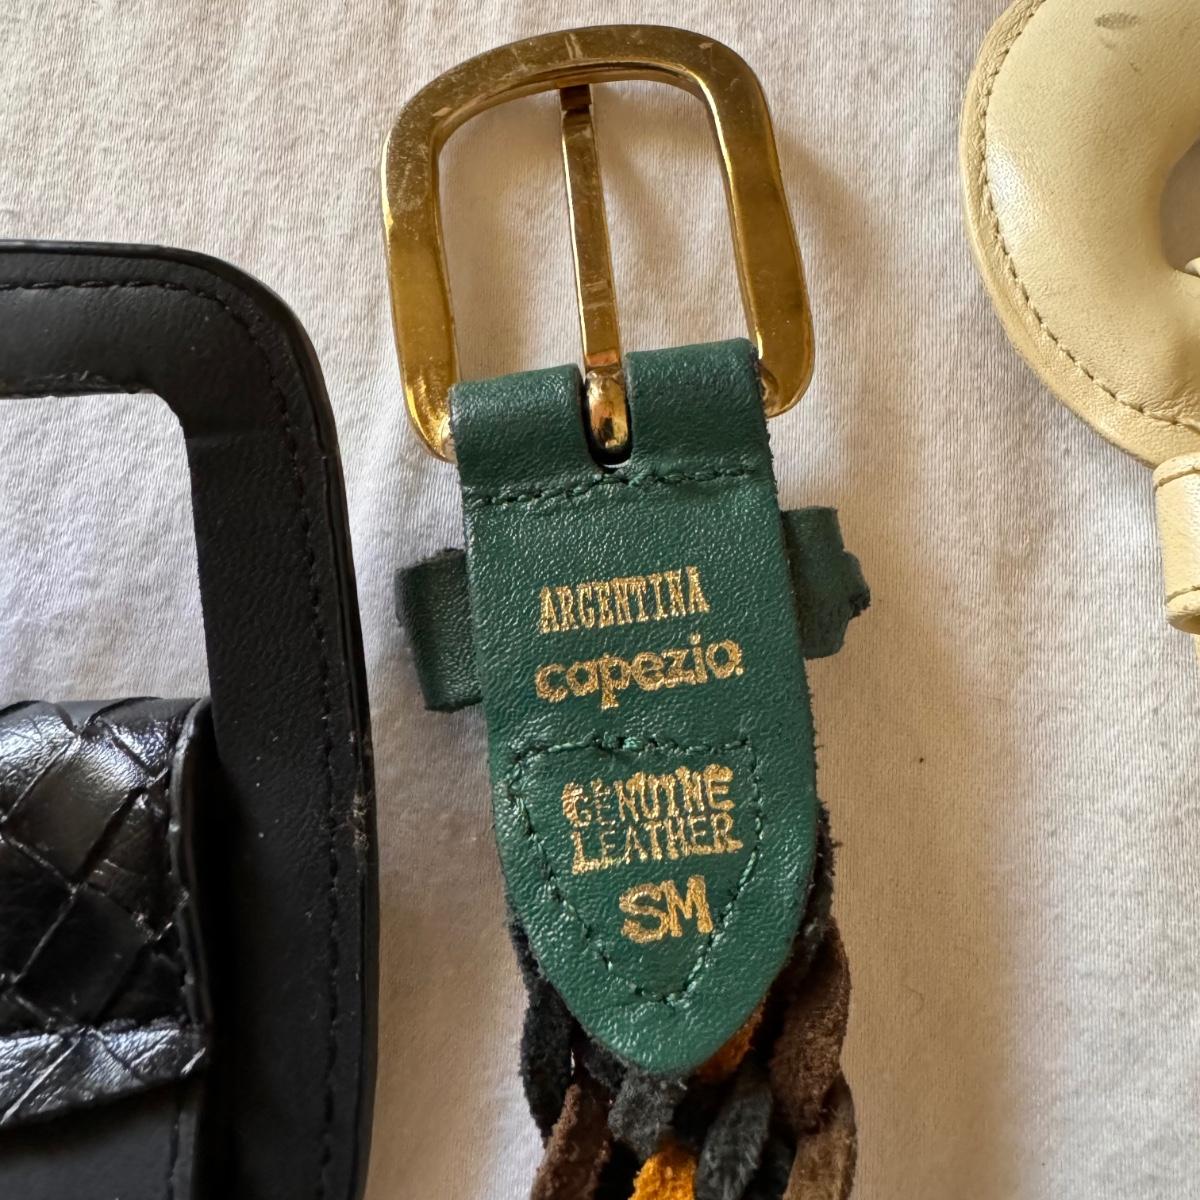 ARGENTINA
capezio
GENUINE
LEATHER
SM